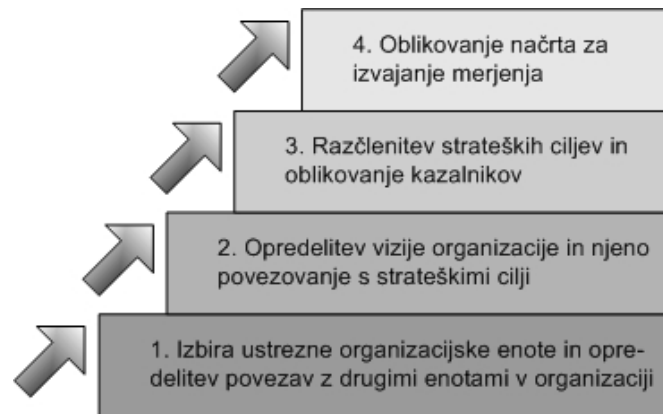 4. Oblikovanje načrta za
izvajanje merjenja
3. Razčlenitev strateških ciljev in
oblikovanje kazalnikov
2. Opredelitev vizije organizacije in njeno
povezovanje s strateškimi cilji
1. Izbira ustrezne organizacijske enote in opre-
delitev povezav z drugimi enotami v organizaciji